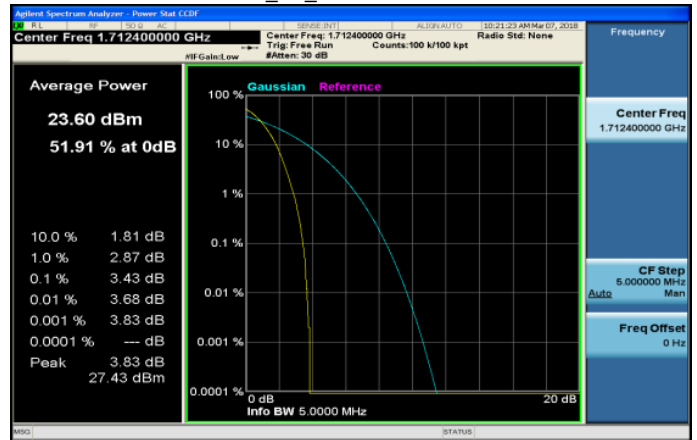 Agilent Spectrum Analyzer - Power Stat CCDF
RL RF 50 Ω AC SENSE:INT ALIGN AUTO 10:21:23 AM Mar 07, 2018
Center Freq 1.712400000 GHz
Center Freq: 1.712400000 GHz
Radio Std: None
Trig: Free Run Counts:100 k/100 kpt
#IFGain:Low #Atten: 30 dB
Frequency
Average Power
23.60 dBm
51.91 % at 0dB
10.0 % 1.81 dB
1.0 % 2.87 dB
0.1 % 3.43 dB
0.01 % 3.68 dB
0.001 % 3.83 dB
0.0001 % --- dB
Peak 3.83 dB
27.43 dBm
Gaussian Reference
100 %
10 %
1 %
0.1 %
0.01 %
0.001 %
0.0001 %
0 dB 20 dB
Info BW 5.0000 MHz
Center Freq
1.712400000 GHz
CF Step
5.000000 MHz
Auto Man
Freq Offset
0 Hz
MSG STATUS